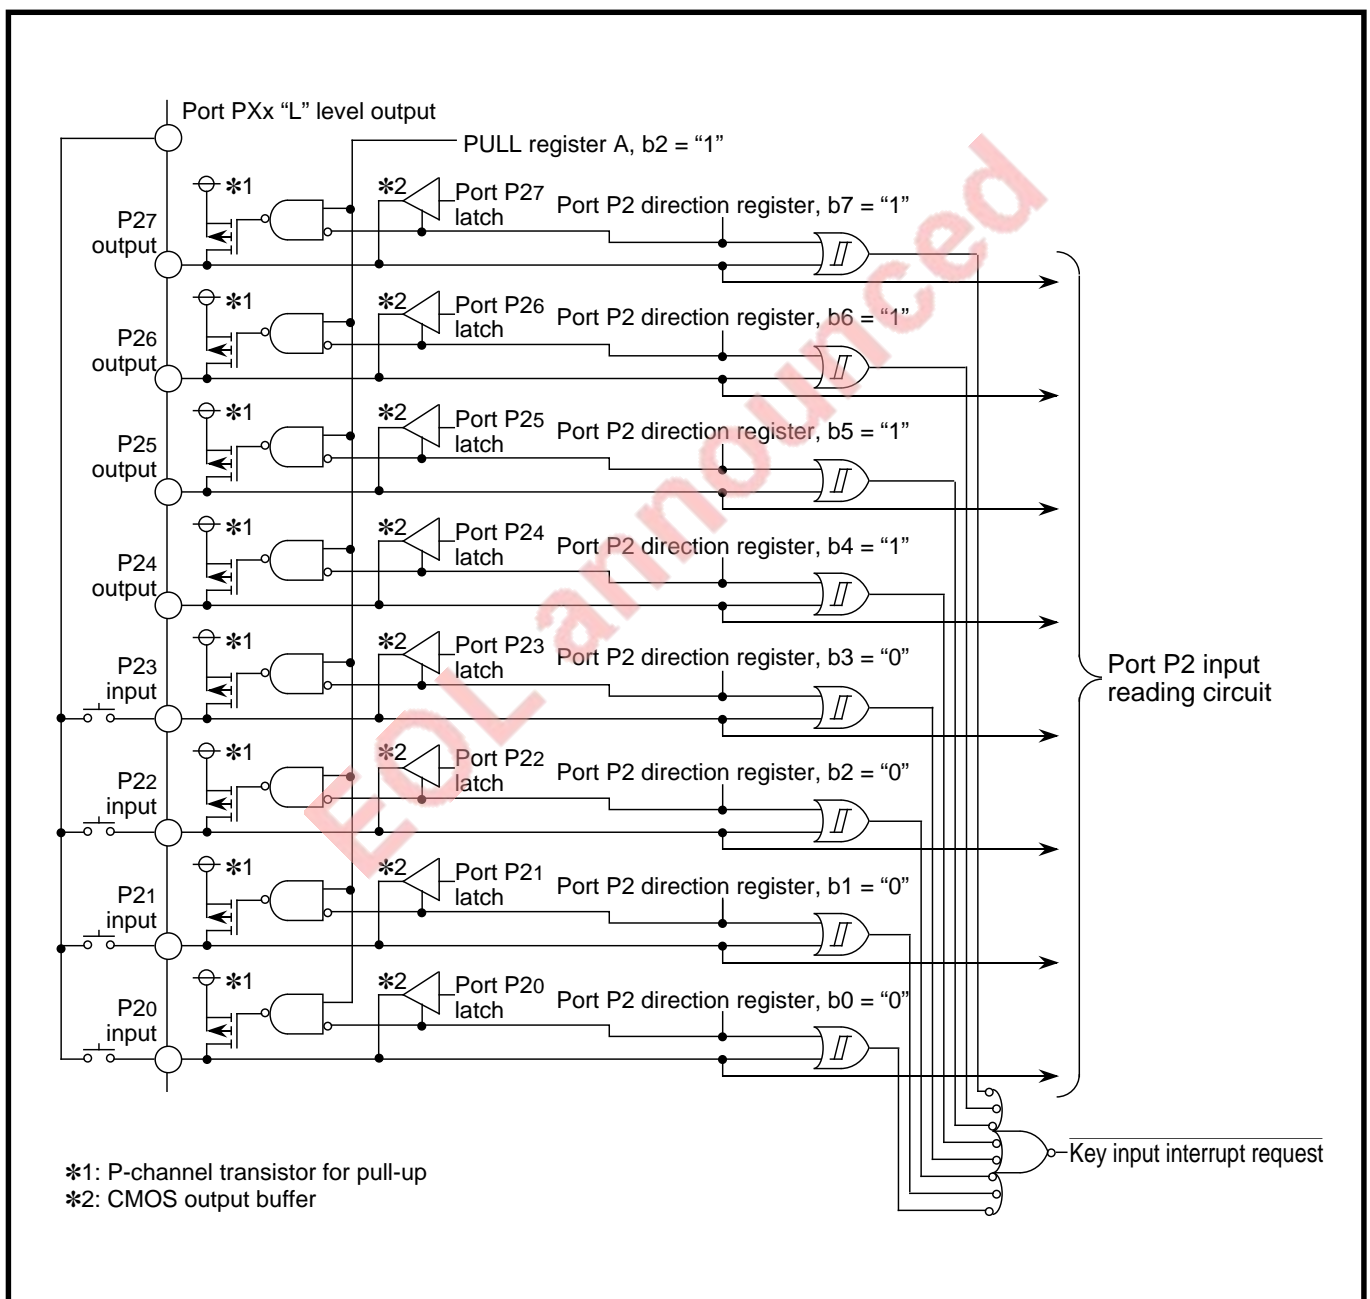 Port PXx “L” level output
PULL register A, b2 = “1”
✱1
✱2
Port P27
latch
Port P2 direction register, b7 = “1”
P27
output
✱1
✱2
Port P26
latch
Port P2 direction register, b6 = “1”
P26
output
✱1
✱2
Port P25
latch
Port P2 direction register, b5 = “1”
P25
output
✱1
✱2
Port P24
latch
Port P2 direction register, b4 = “1”
P24
output
✱1
✱2
Port P23
latch
Port P2 direction register, b3 = “0”
P23
input
Port P2 input
reading circuit
✱1
✱2
Port P22
latch
Port P2 direction register, b2 = “0”
P22
input
✱1
✱2
Port P21
latch
Port P2 direction register, b1 = “0”
P21
input
✱1
✱2
Port P20
latch
Port P2 direction register, b0 = “0”
P20
input
Key input interrupt request
✱1: P-channel transistor for pull-up
✱2: CMOS output buffer
EOL announced